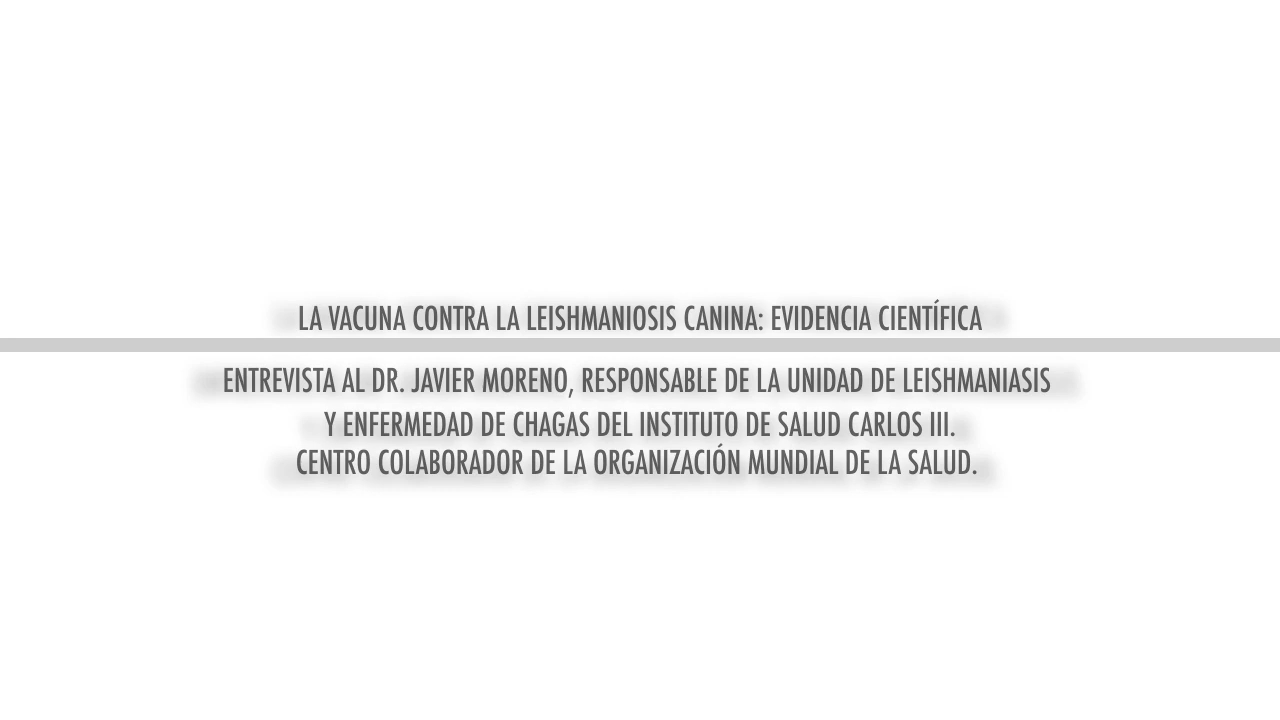 LA VACUNA CONTRA LA LEISHMANIOSIS CANINA: EVIDENCIA CIENTÍFICA
ENTREVISTA AL DR. JAVIER MORENO, RESPONSABLE DE LA UNIDAD DE LEISHMANIASIS
Y ENFERMEDAD DE CHAGAS DEL INSTITUTO DE SALUD CARLOS III.
CENTRO COLABORADOR DE LA ORGANIZACIÓN MUNDIAL DE LA SALUD.